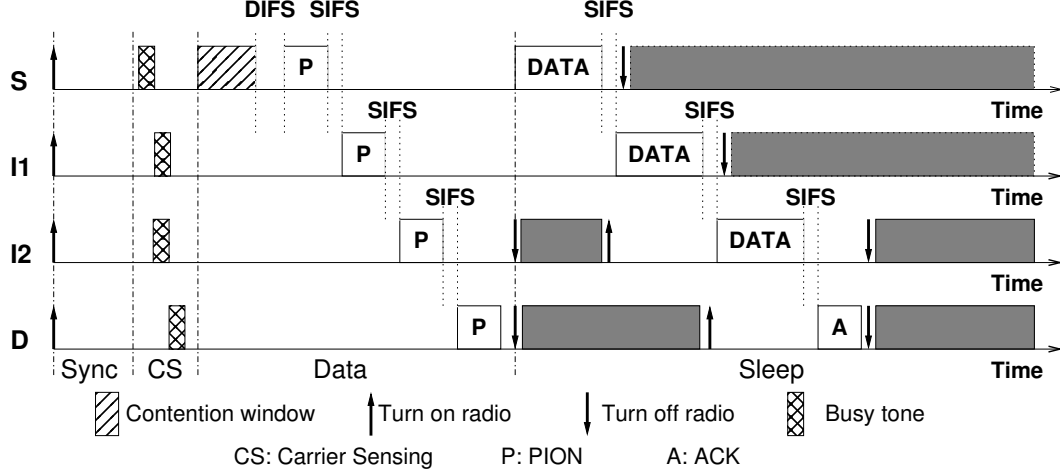 DIFS SIFS SIFS
S P DATA
Time
SIFS SIFS
I1 P DATA
Time
SIFS SIFS
I2 P DATA
Time
D P A
Time
Sync CS Data Sleep
Contention window Turn on radio Turn off radio Busy tone
CS: Carrier Sensing P: PION A: ACK